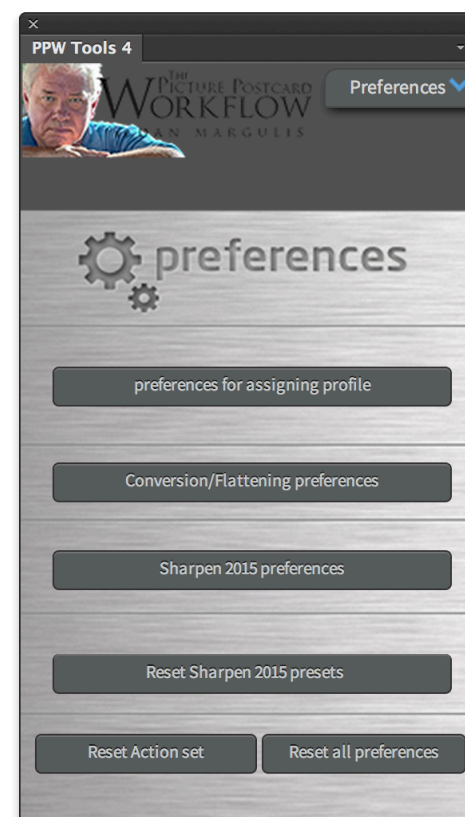 PPW Tools 4
THE
PICTURE POSTCARD
WORKFLOW
DAN MARGULIS
Preferences
preferences
preferences for assigning profile
Conversion/Flattening preferences
Sharpen 2015 preferences
Reset Sharpen 2015 presets
Reset Action set
Reset all preferences